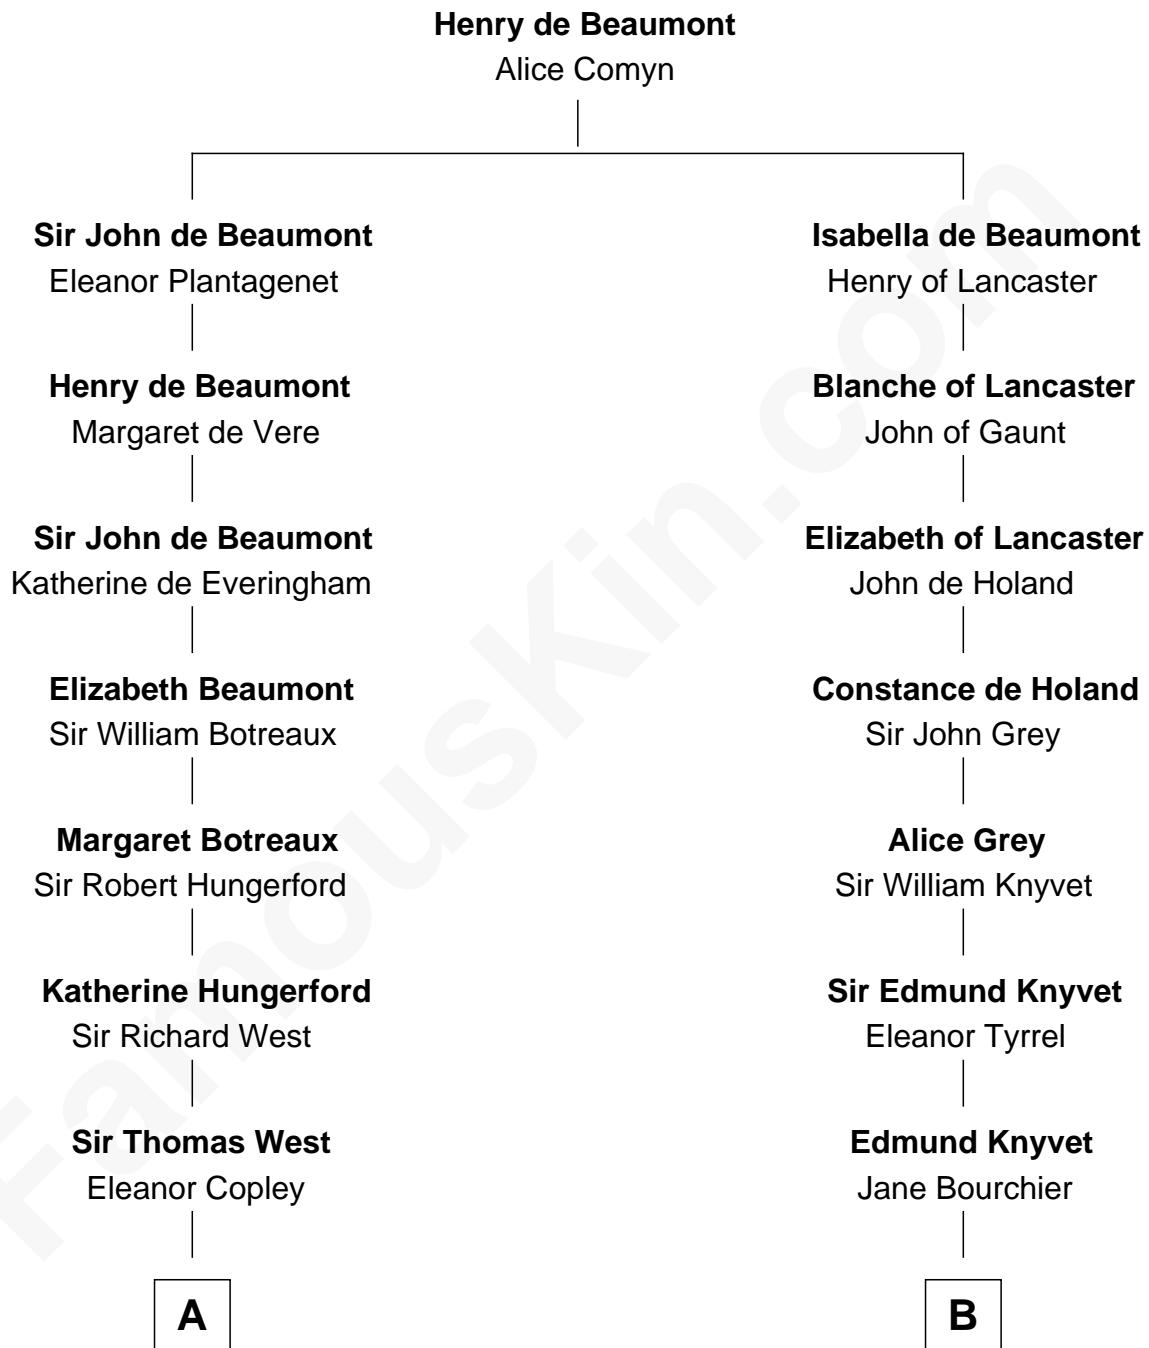 Henry de Beaumont
Alice Comyn
Sir John de Beaumont
Eleanor Plantagenet
Isabella de Beaumont
Henry of Lancaster
Henry de Beaumont
Margaret de Vere
Blanche of Lancaster
John of Gaunt
Sir John de Beaumont
Katherine de Everingham
Elizabeth of Lancaster
John de Holand
Elizabeth Beaumont
Sir William Botreaux
Constance de Holand
Sir John Grey
Margaret Botreaux
Sir Robert Hungerford
Alice Grey
Sir William Knyvet
Katherine Hungerford
Sir Richard West
Sir Edmund Knyvet
Eleanor Tyrrel
Sir Thomas West
Eleanor Copley
Edmund Knyvet
Jane Bourchier
A
B
FamousKin.com